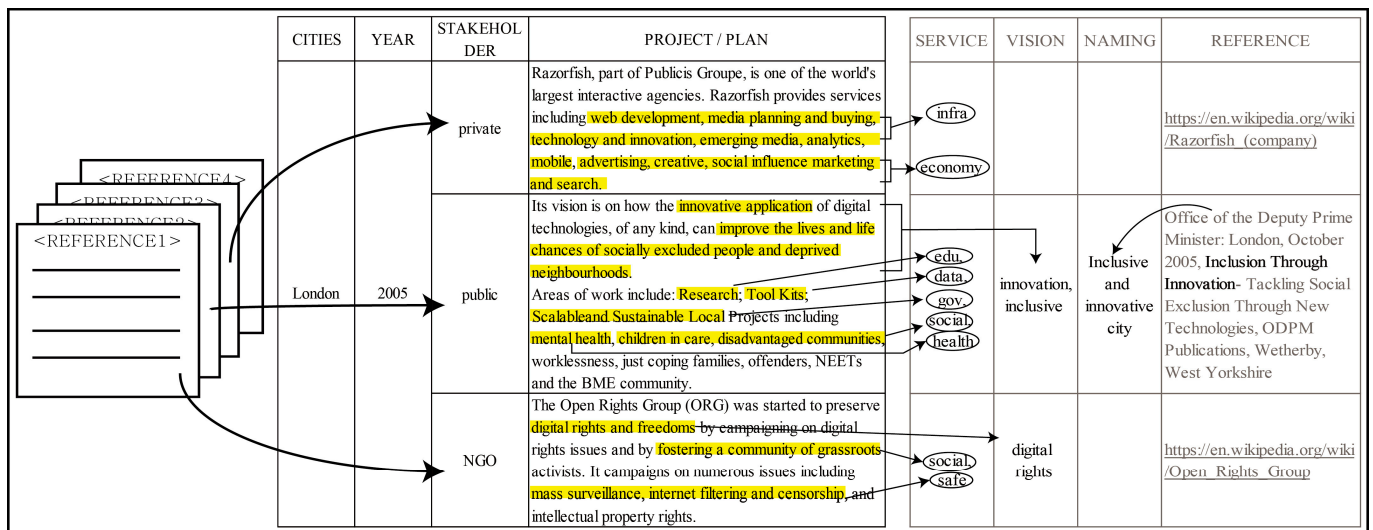 <REFERENCE4>
<REFERENCE3>
<REFERENCE2>
<REFERENCE1>
CITIES
YEAR
STAKEHOL
DER
PROJECT / PLAN
SERVICE
VISION
NAMING
REFERENCE
London
2005
private
Razorfish, part of Publicis Groupe, is one of the world's
largest interactive agencies. Razorfish provides services
including web development, media planning and buying,
technology and innovation, emerging media, analytics,
mobile, advertising, creative, social influence marketing
and search.
infra
economy
https://en.wikipedia.org/wiki
/Razorfish_(company)
public
Its vision is on how the innovative application of digital
technologies, of any kind, can improve the lives and life
chances of socially excluded people and deprived
neighbourhoods.
Areas of work include: Research; Tool Kits;
Scalableand Sustainable Local Projects including
mental health, children in care, disadvantaged communities,
worklessness, just coping families, offenders, NEETs
and the BME community.
edu,
data,
gov,
social,
health
innovation,
inclusive
Inclusive
and
innovative
city
Office of the Deputy Prime
Minister: London, October
2005, Inclusion Through
Innovation- Tackling Social
Exclusion Through New
Technologies, ODPM
Publications, Wetherby,
West Yorkshire
NGO
The Open Rights Group (ORG) was started to preserve
digital rights and freedoms by campaigning on digital
rights issues and by fostering a community of grassroots
activists. It campaigns on numerous issues including
mass surveillance, internet filtering and censorship, and
intellectual property rights.
social,
safe
digital
rights
https://en.wikipedia.org/wiki
/Open_Rights_Group